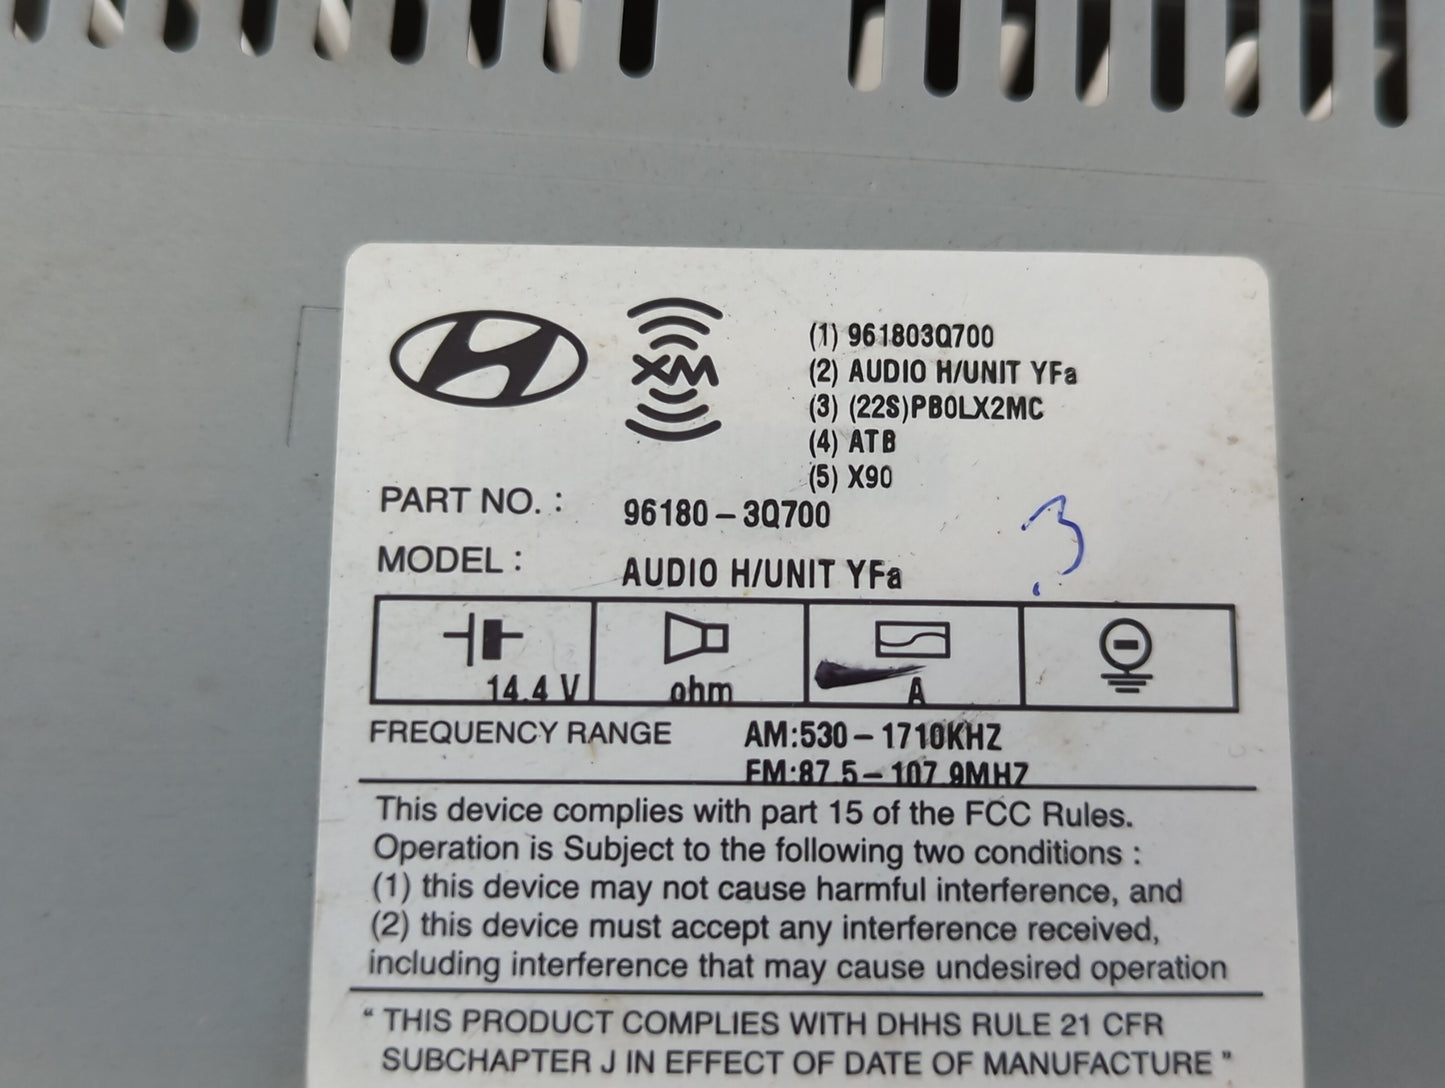 XM
(1) 961803Q700
(2) AUDIO H/UNIT YFa
(3) (22S)PB0LX2MC
(4) ATB
(5) X90
PART NO. : 96180-3Q700
3
MODEL : AUDIO H/UNIT YFa
14.4 V ohm A
FREQUENCY RANGE AM:530-1710KHZ
FM:87.5-107.9MHZ
This device complies with part 15 of the FCC Rules.
Operation is Subject to the following two conditions :
(1) this device may not cause harmful interference, and
(2) this device must accept any interference received,
including interference that may cause undesired operation
“ THIS PRODUCT COMPLIES WITH DHHS RULE 21 CFR
SUBCHAPTER J IN EFFECT OF DATE OF MANUFACTURE ”